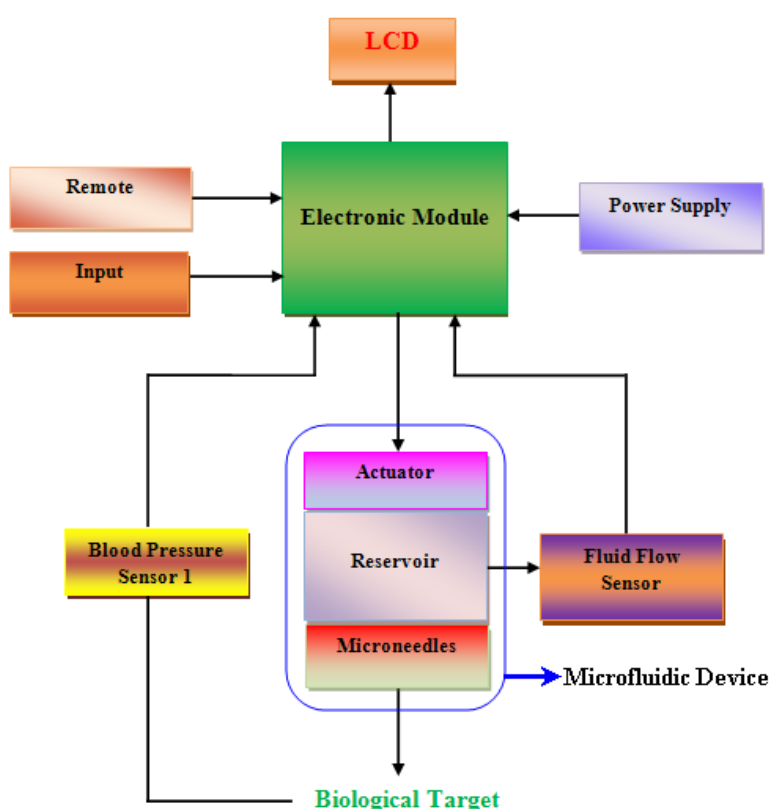 LCD
Remote
Electronic Module
Power Supply
Input
Actuator
Blood Pressure
Sensor 1
Reservoir
Fluid Flow
Sensor
Microneedles
Microfluidic Device
Biological Target